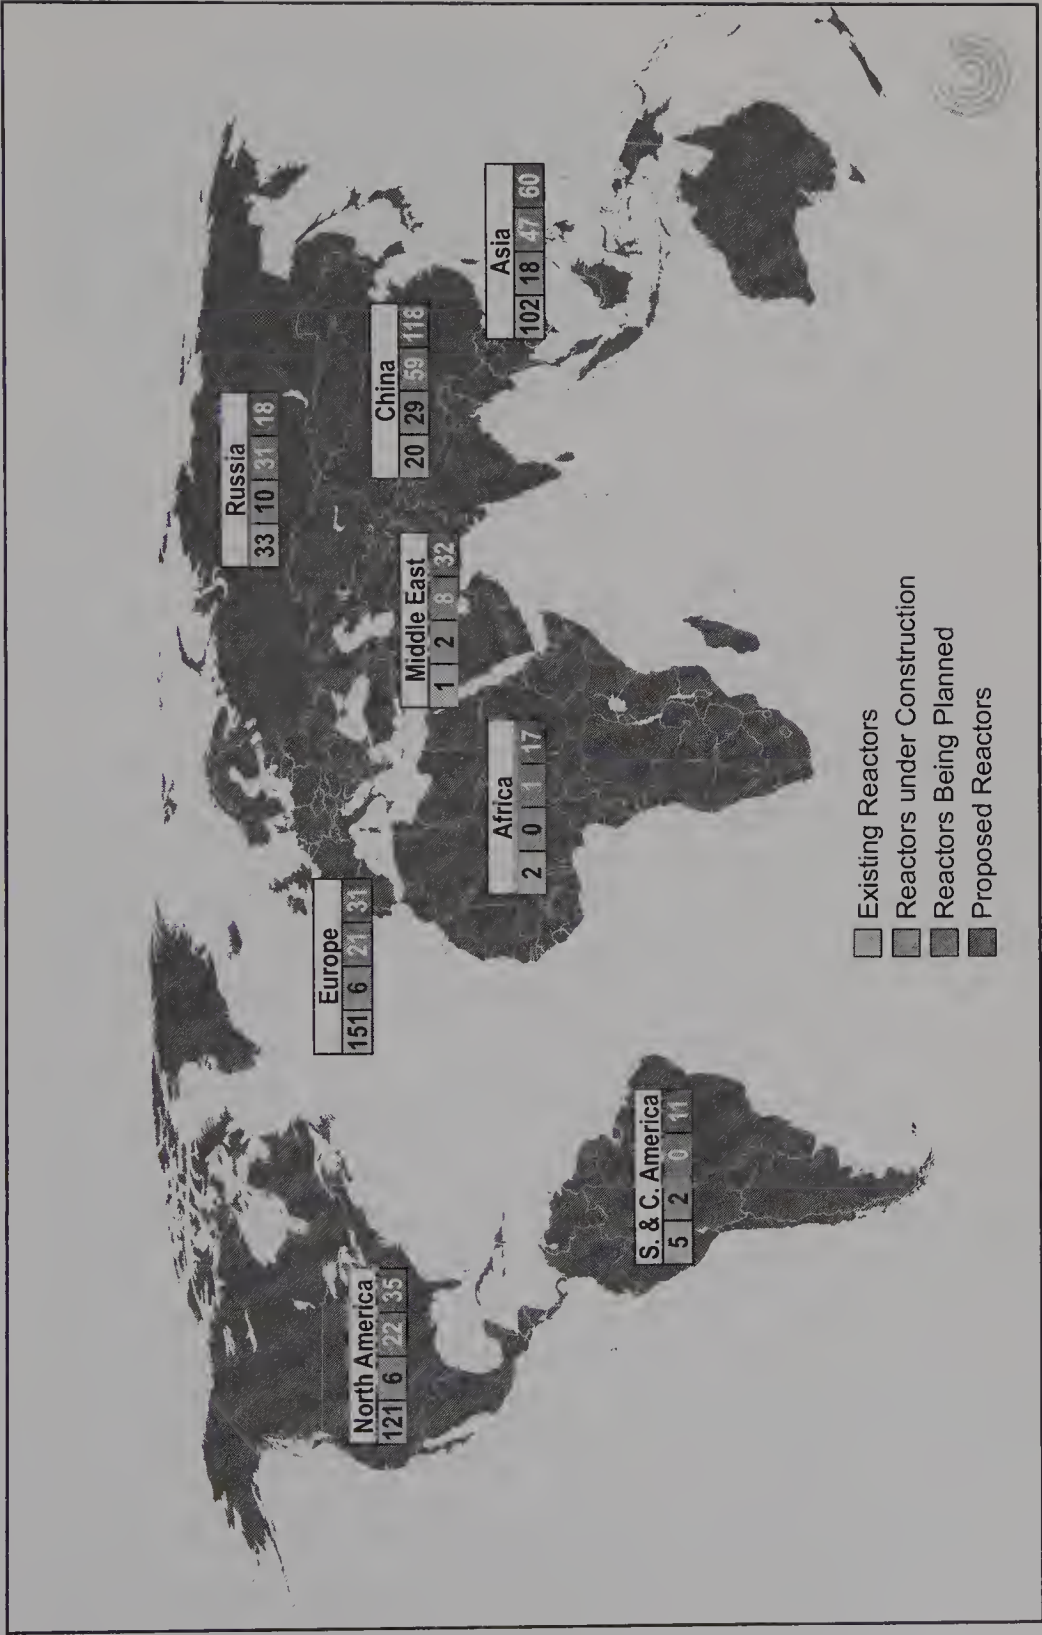 Russia
33 10 31 18
China
20 29 59 118
Asia
102 18 47 60
Middle East
1 2 8 32
Africa
2 0 1 17
Europe
151 6 21 31
North America
121 6 22 35
S. & C. America
5 2 0 11
Existing Reactors
Reactors under Construction
Reactors Being Planned
Proposed Reactors